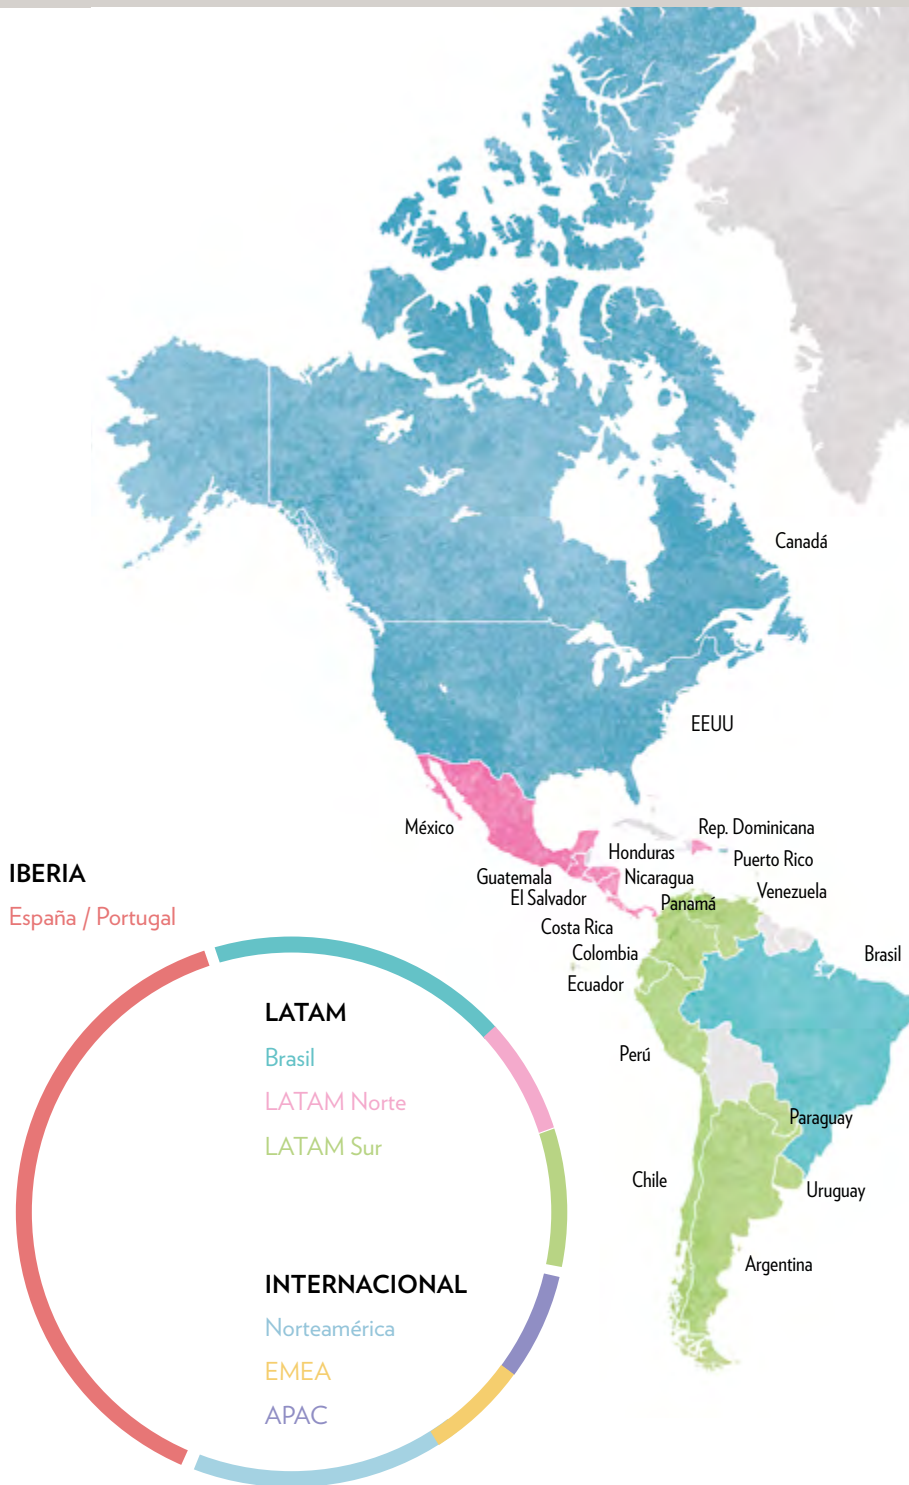 Canadá
EEUU
México
Rep. Dominicana
Honduras
Puerto Rico
Guatemala
Nicaragua
El Salvador
Venezuela
Panamá
Costa Rica
Colombia
Brasil
Ecuador
Perú
Paraguay
Chile
Uruguay
Argentina
IBERIA
España / Portugal
LATAM
Brasil
LATAM Norte
LATAM Sur
INTERNACIONAL
Norteamérica
EMEA
APAC